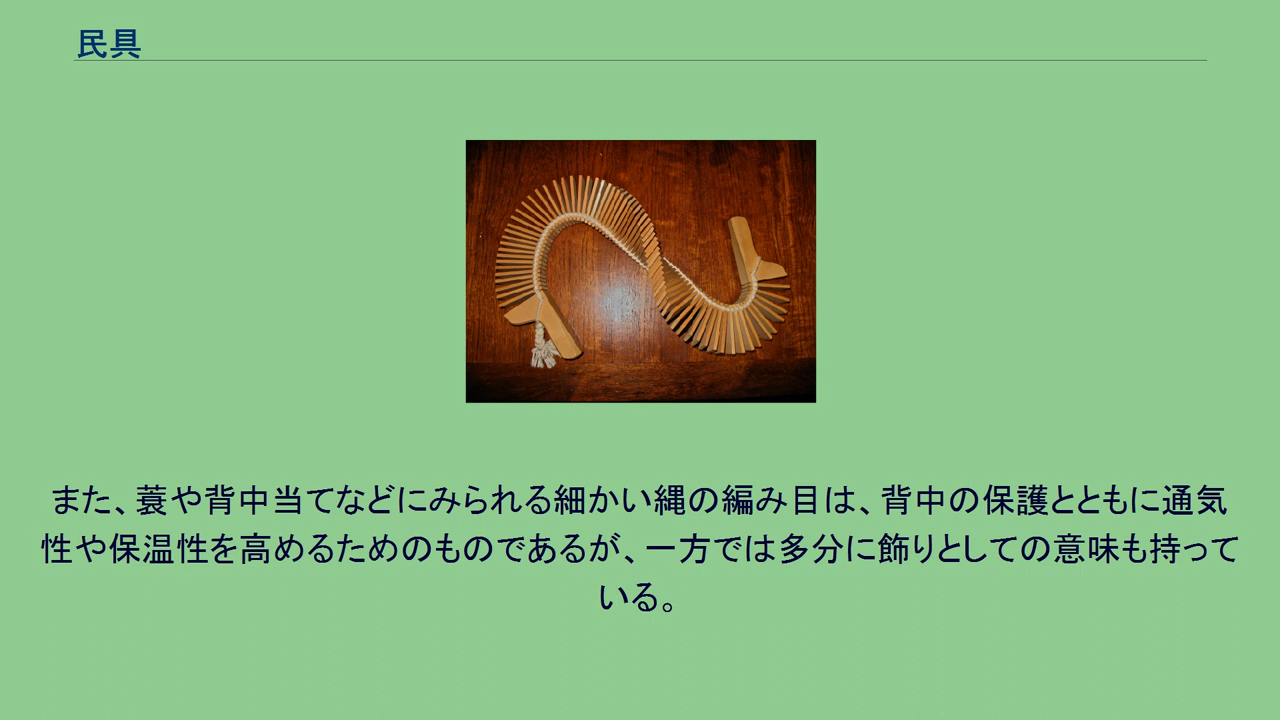 民具
また、蓑や背中当てなどにみられる細かい縄の編み目は、背中の保護とともに通気
性や保温性を高めるためのものであるが、一方では多分に飾りとしての意味も持って
いる。